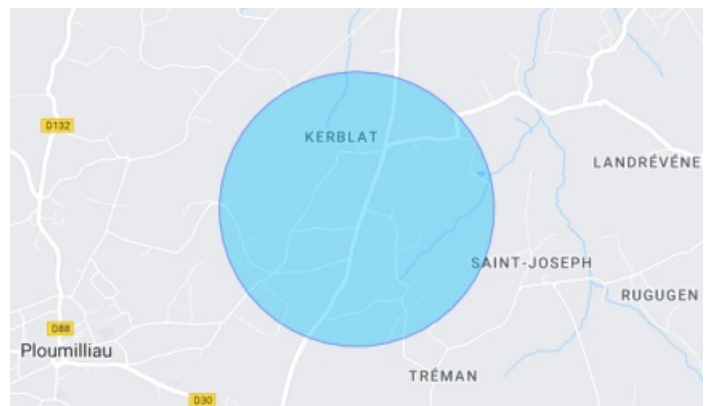 D132
KERBLAT
LANDRÉVÉNE
SAINT-JOSEPH
RUGUGEN
D88
Ploumilliau
TRÉMAN
D30